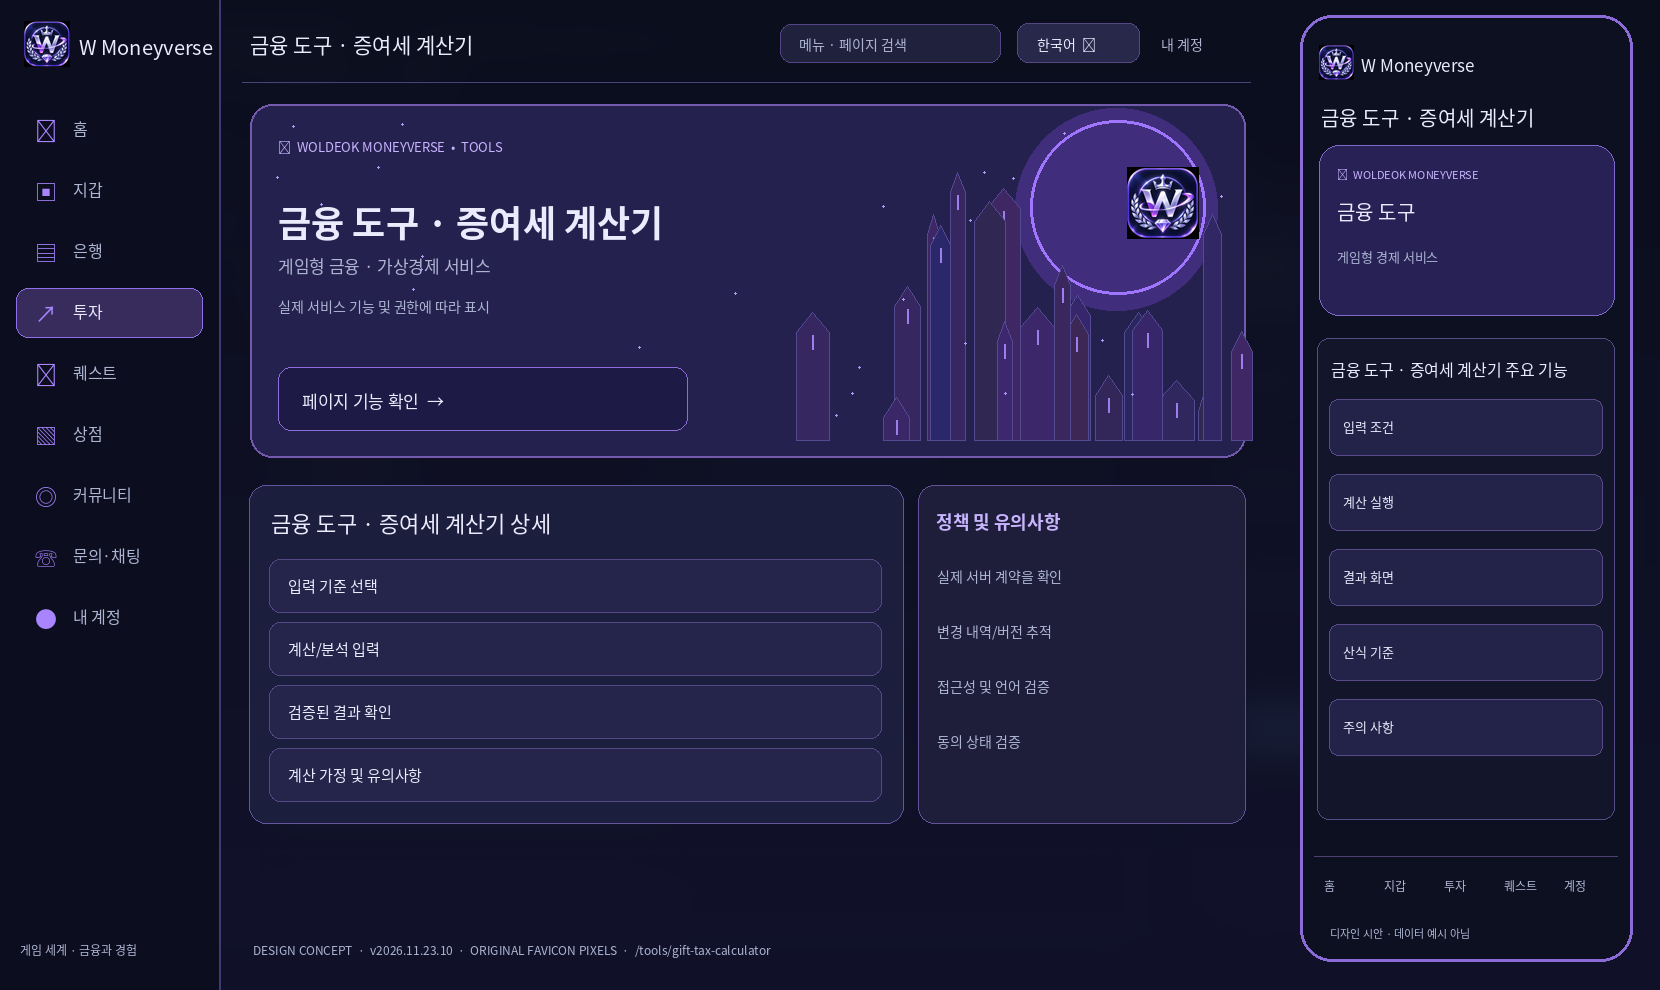 W Moneyverse
홈
지갑
은행
투자
퀘스트
상점
커뮤니티
문의·채팅
내 계정
게임 세계 · 금융과 경험
금융 도구 · 증여세 계산기
메뉴 · 페이지 검색
한국어
내 계정
WOLDEOK MONEYVERSE • TOOLS
금융 도구 · 증여세 계산기
게임형 금융 · 가상경제 서비스
실제 서비스 기능 및 권한에 따라 표시
페이지 기능 확인 →
W
금융 도구 · 증여세 계산기 상세
입력 기준 선택
계산/분석 입력
검증된 결과 확인
계산 가정 및 유의사항
정책 및 유의사항
실제 서버 계약을 확인
변경 내역/버전 추적
접근성 및 언어 검증
동의 상태 검증
DESIGN CONCEPT · v2026.11.23.10 · ORIGINAL FAVICON PIXELS · /tools/gift-tax-calculator
W Moneyverse
금융 도구 · 증여세 계산기
WOLDEOK MONEYVERSE
금융 도구
게임형 경제 서비스
금융 도구 · 증여세 계산기 주요 기능
입력 조건
계산 실행
결과 화면
산식 기준
주의 사항
홈 지갑 투자 퀘스트 계정
디자인 시안 · 데이터 예시 아님